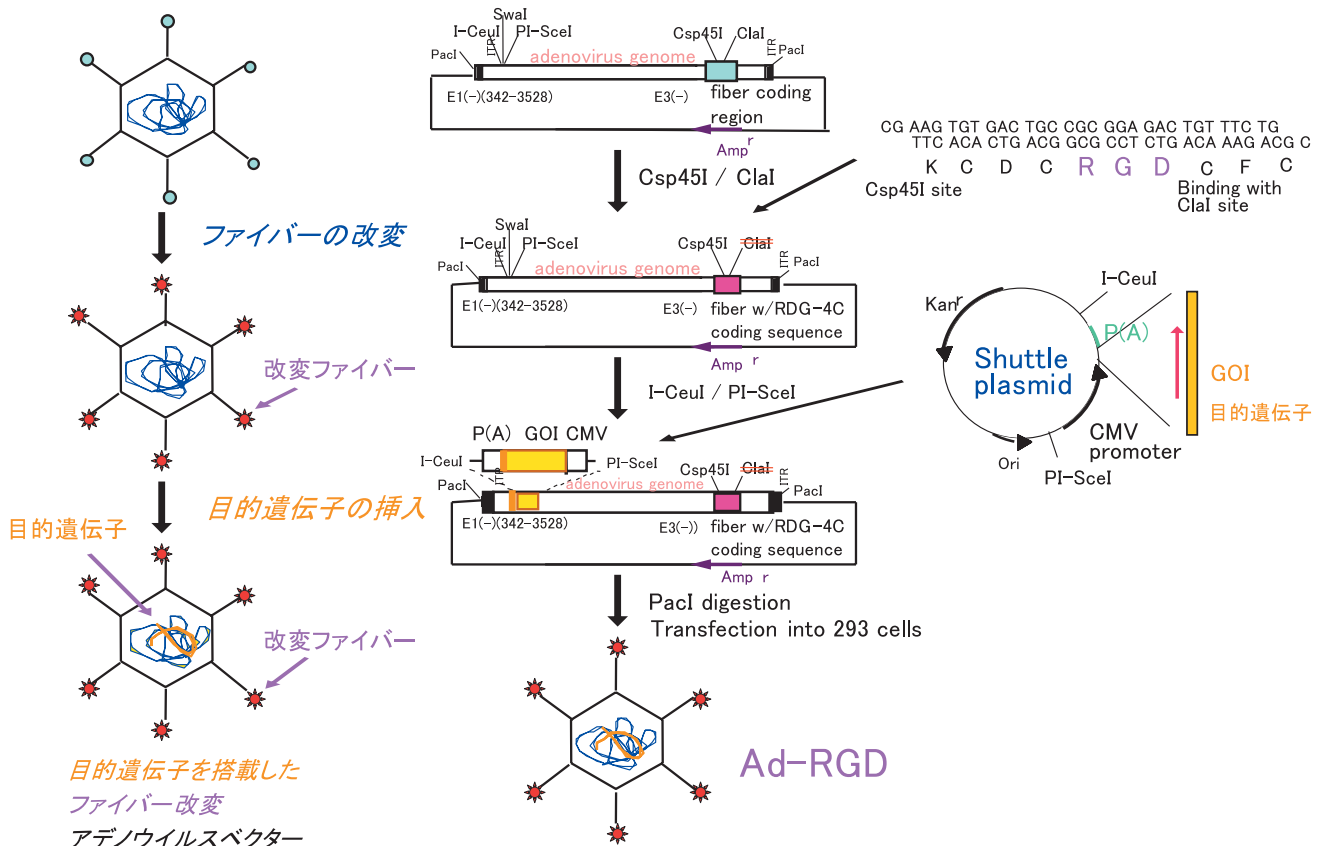 ファイバーの改変
改変ファイバー
目的遺伝子の挿入
目的遺伝子
改変ファイバー
目的遺伝子を搭載した
ファイバー改変
アデノウイルスベクター
SwaI
I-CeuI
PI-SceI
Csp45I
ClaI
PacI
ITR
adenovirus genome
ITR
PacI
E1(-)(342-3528)
E3(-)
fiber coding
region
Amp r
Csp45I / ClaI
CG AAG TGT GAC TGC CGC GGA GAC TGT TTC TG
TTC ACA CTGACGG CGCCT CTGACA AAGACGC
K C D C R G D C F C
Csp45I site
Binding with
ClaI site
SwaI
I-CeuI
PI-SceI
Csp45I
ClaI
PacI
ITR
adenovirus genome
ITR
PacI
E1(-)(342-3528)
E3(-)
fiber w/RDG-4C
coding sequence
Amp r
I-CeuI / PI-SceI
Kan r
I-CeuI
P(A)
Shuttle
plasmid
GOI
目的遺伝子
CMV
promoter
Ori
PI-SceI
P(A) GOI CMV
I-CeuI
PI-SceI
Csp45I
ClaI
PacI
ITR
adenovirus genome
ITR
PacI
E1(-)(342-3528)
E3(-))
fiber w/RDG-4C
coding sequence
Amp r
PacI digestion
Transfection into 293 cells
Ad-RGD